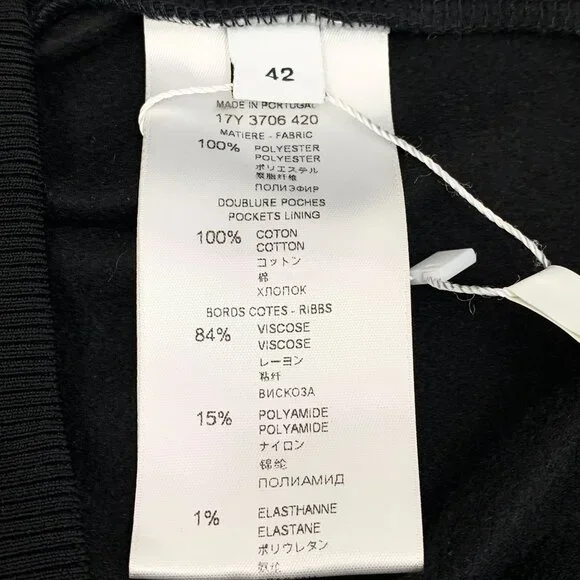 42
MADE IN PORTUGAL
17Y 3706 420
MATIERE - FABRIC
100% POLYESTER
POLYESTER
ポリエステル
聚脂纤维
ПОЛИЭФИР
DOUBLURE POCHES
POCKETS LINING
100% COTON
COTTON
コットン
棉
ХЛОПОК
BORDS COTES - RIBBS
84% VISCOSE
VISCOSE
レーヨン
粘纤
ВИСКОЗА
15% POLYAMIDE
POLYAMIDE
ナイロン
锦纶
ПОЛИАМИД
1% ELASTHANNE
ELASTANE
ポリウレタン